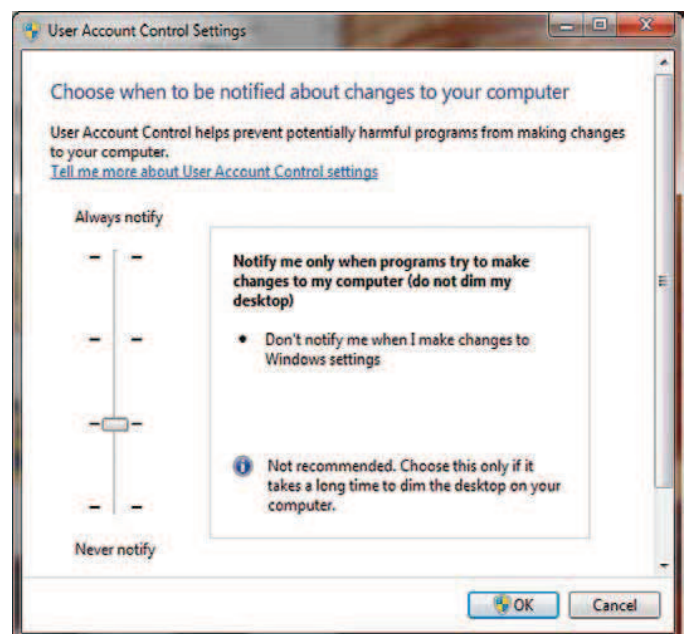 User Account Control Settings
Choose when to be notified about changes to your computer
User Account Control helps prevent potentially harmful programs from making changes
to your computer.
Tell me more about User Account Control settings
Always notify
Notify me only when programs try to make
changes to my computer (do not dim my
desktop)
• Don't notify me when I make changes to
Windows settings
Not recommended. Choose this only if it
takes a long time to dim the desktop on your
computer.
Never notify
OK Cancel